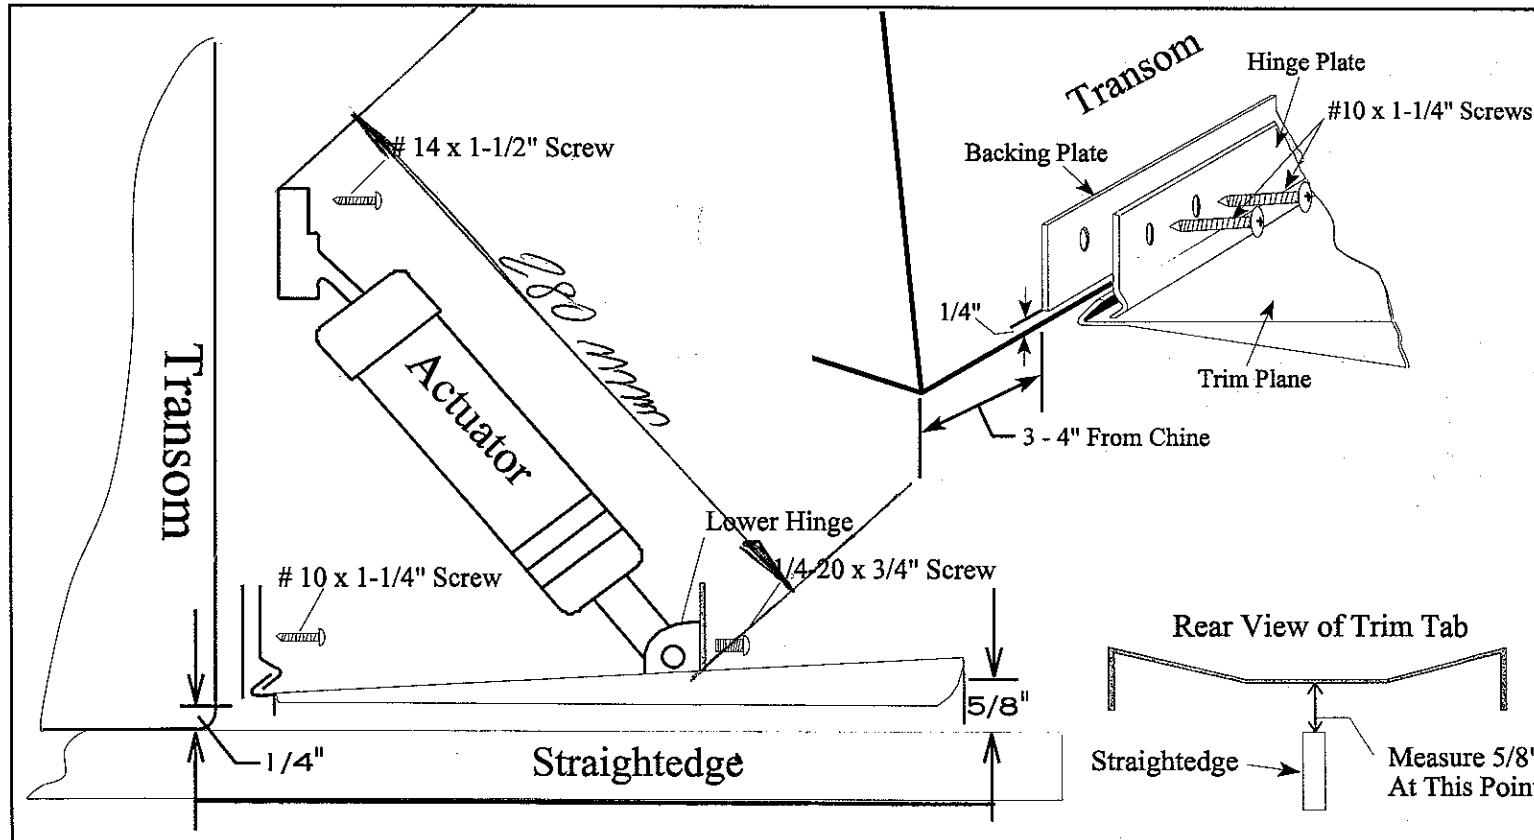 Transom
Hinge Plate
#10 x 1-1/4" Screws
Backing Plate
# 14 x 1-1/2" Screw
280 mm
1/4"
Trim Plane
3 - 4" From Chine
Transom
Actuator
Lower Hinge
1/4-20 x 3/4" Screw
# 10 x 1-1/4" Screw
Rear View of Trim Tab
5/8"
1/4"
Straightedge
Straightedge
Measure 5/8"
At This Point